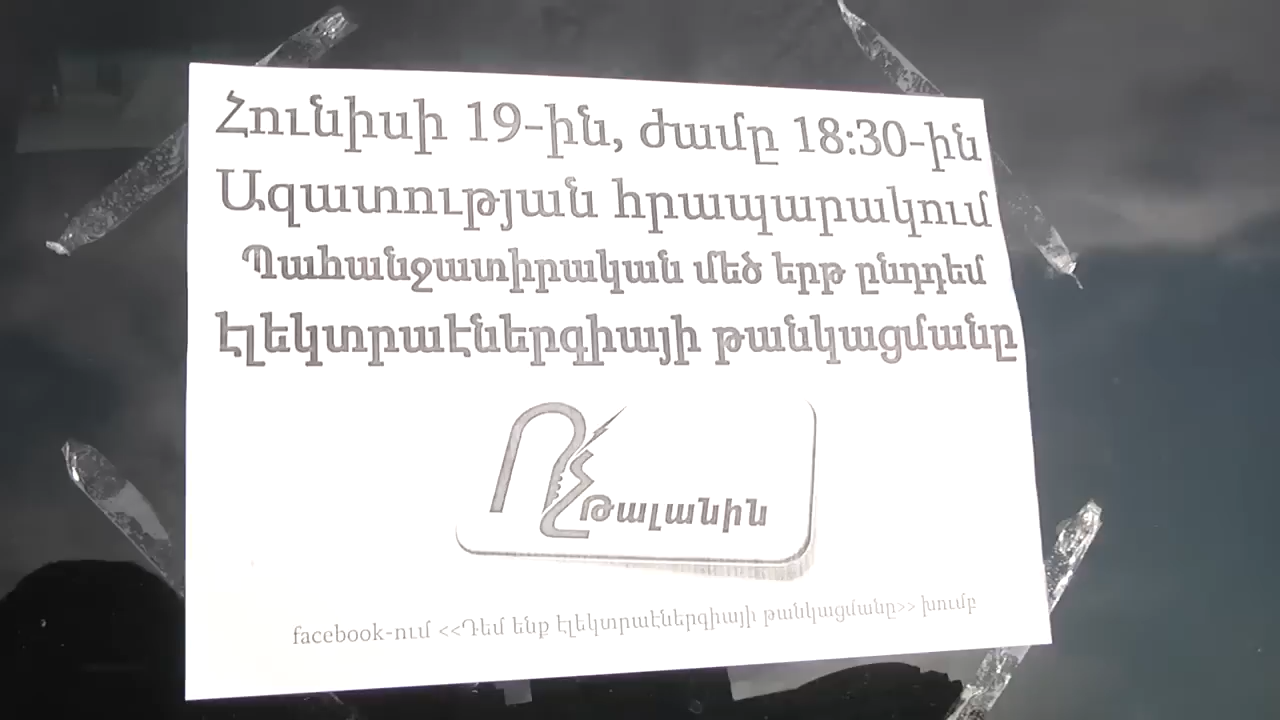 Հունիսի 19-ին, ժամը 18:30-ին
Ազատության հրապարակում
Պահանջատիրական մեծ երթ ընդդեմ
էլեկտրաէներգիայի թանկացմանը
Ոչ թալանին
facebook-ում <<Դեմ ենք էլեկտրաէներգիայի թանկացմանը>> խումբ